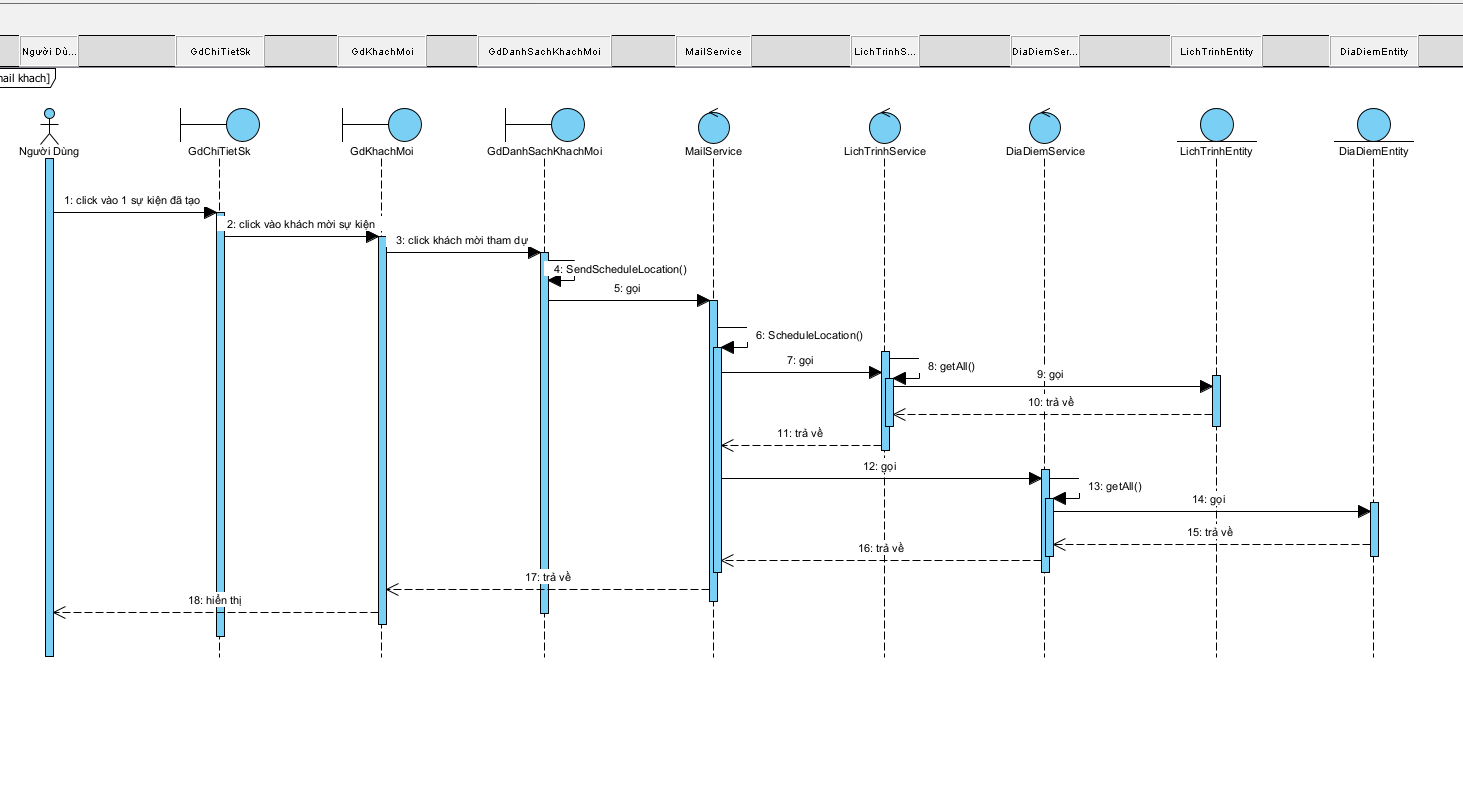 Người Dù...
GdChiTietSk
GdKhachMoi
GdDanhSachKhachMoi
MailService
LichTrinhS...
DiaDiemSer...
LichTrinhEntity
DiaDiemEntity
khach]
Người Dùng
GdChiTietSk
GdKhachMoi
GdDanhSachKhachMoi
MailService
LichTrinhService
DiaDiemService
LichTrinhEntity
DiaDiemEntity
1: click vào 1 sự kiện đã tạo
2: click vào khách mời sự kiện
3: click khách mời tham dự
4: SendScheduleLocation()
5: gọi
6: ScheduleLocation()
7: gọi
8: getAll()
9: gọi
10: trả về
11: trả về
12: gọi
13: getAll()
14: gọi
15: trả về
16: trả về
17: trả về
18: hiển thị